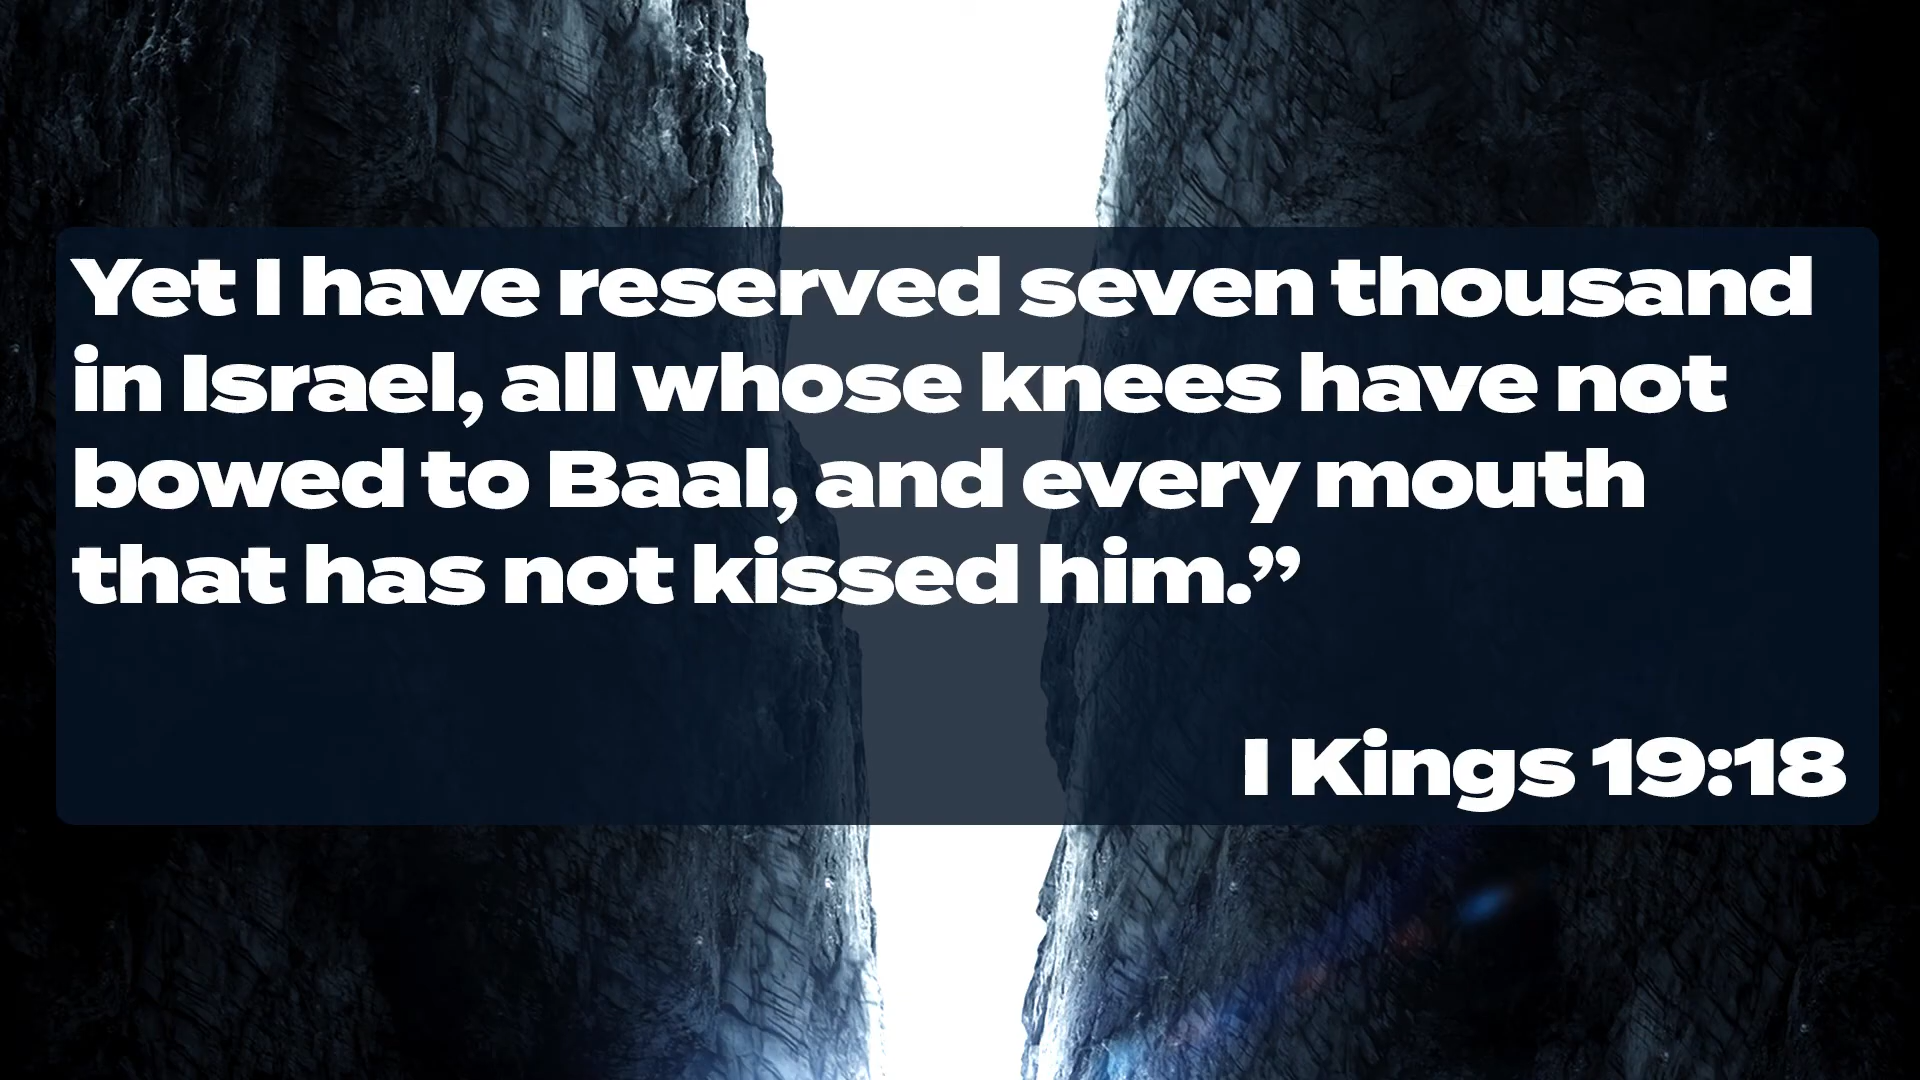 Yet I have reserved seven thousand
in Israel, all whose knees have not
bowed to Baal, and every mouth
that has not kissed him.”
I Kings 19:18